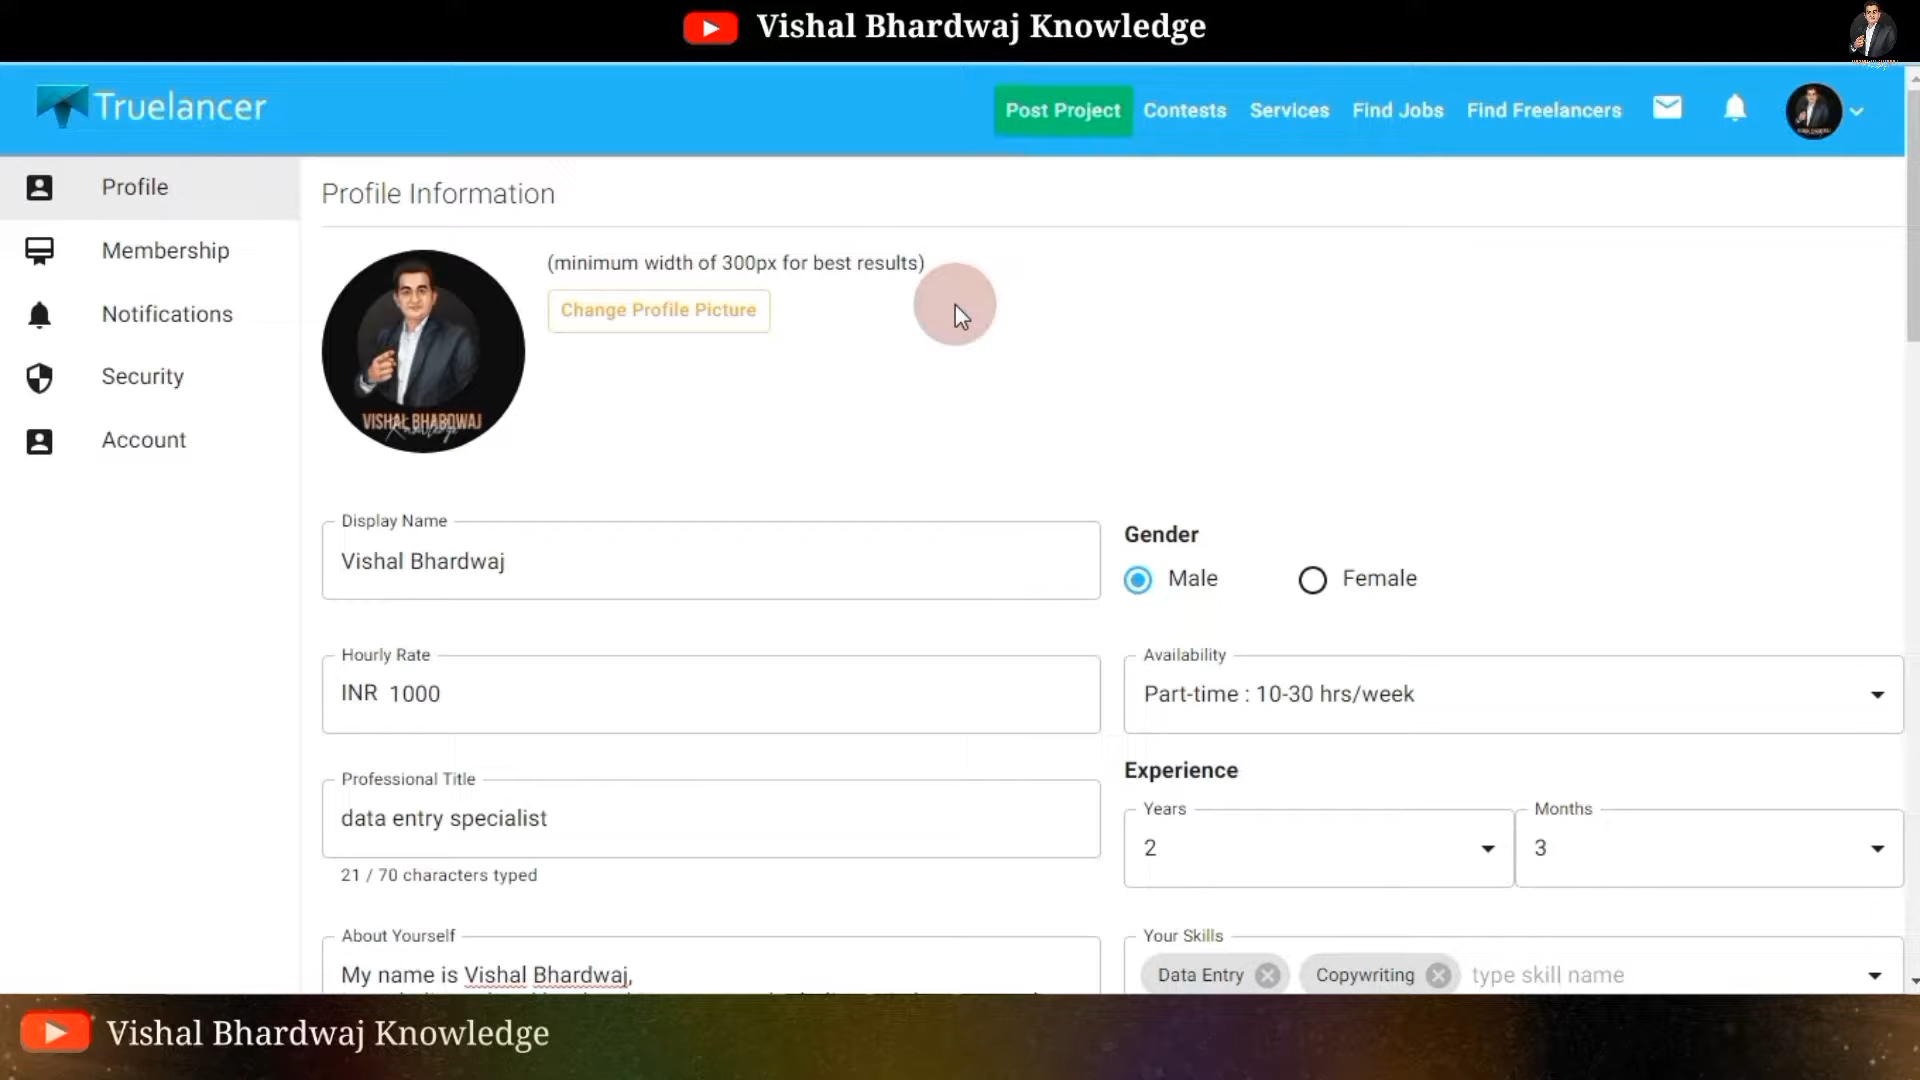 Vishal Bhardwaj Knowledge
Truelancer
Post Project Contests Services Find Jobs Find Freelancers
Profile
Membership
Notifications
Security
Account
Profile Information
(minimum width of 300px for best results)
Change Profile Picture
VISHAL BHARDWAJ
Knowledge
Display Name
Vishal Bhardwaj
Gender
Male Female
Hourly Rate
INR 1000
Availability
Part-time : 10-30 hrs/week
Professional Title
data entry specialist
21 / 70 characters typed
Experience
Years
2
Months
3
About Yourself
My name is Vishal Bhardwaj,
Your Skills
Data Entry Copywriting type skill name
Vishal Bhardwaj Knowledge